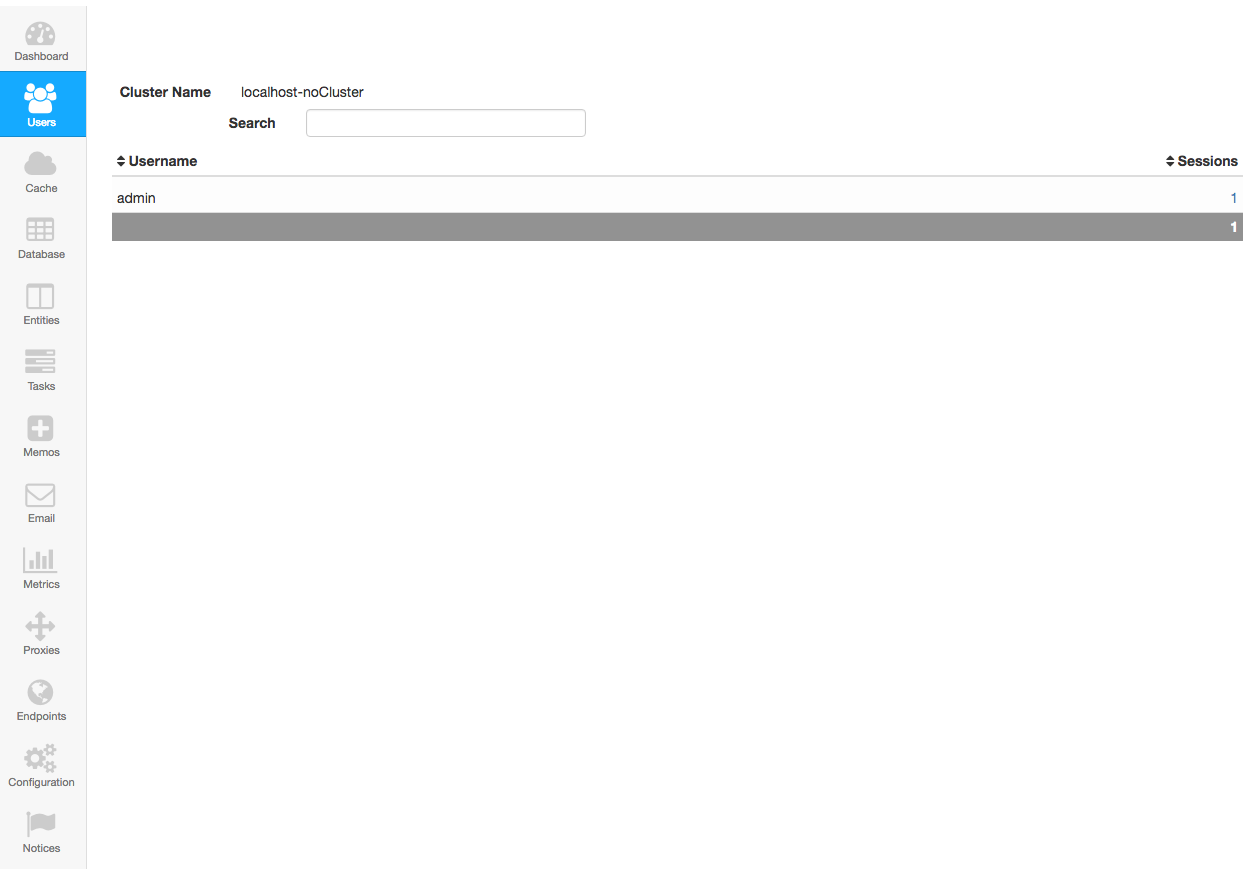 Dashboard
Users
Cache
Database
Entities
Tasks
Memos
Email
Metrics
Proxies
Endpoints
Configuration
Notices
Cluster Name localhost-noCluster
Search
Username Sessions
admin 1
1